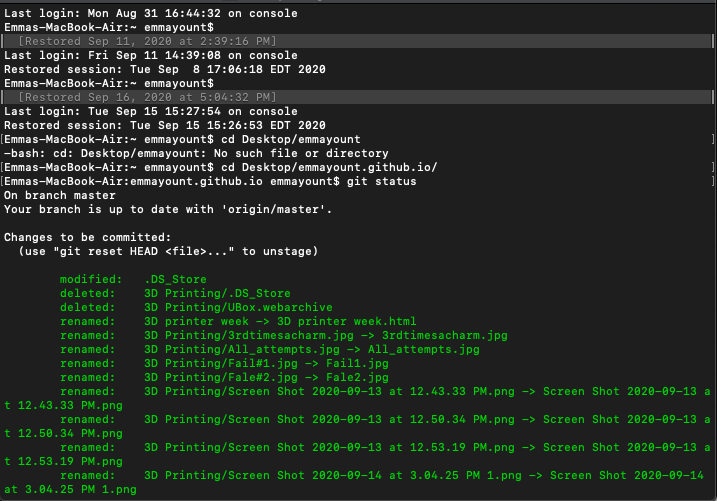 Last login: Mon Aug 31 16:44:32 on console
Emmas-MacBook-Air:~ emmayount$
[Restored Sep 11, 2020 at 2:39:16 PM]
Last login: Fri Sep 11 14:39:08 on console
Restored session: Tue Sep  8 17:06:18 EDT 2020
Emmas-MacBook-Air:~ emmayount$
[Restored Sep 16, 2020 at 5:04:32 PM]
Last login: Tue Sep 15 15:27:54 on console
Restored session: Tue Sep 15 15:26:53 EDT 2020
[Emmas-MacBook-Air:~ emmayount$ cd Desktop/emmayount ]
-bash: cd: Desktop/emmayount: No such file or directory
[Emmas-MacBook-Air:~ emmayount$ cd Desktop/emmayount.github.io/ ]
[Emmas-MacBook-Air:emmayount.github.io emmayount$ git status ]
On branch master
Your branch is up to date with 'origin/master'.
Changes to be committed:
(use "git reset HEAD <file>..." to unstage)
modified:   .DS_Store
deleted:    3D Printing/.DS_Store
deleted:    3D Printing/UBox.webarchive
renamed:    3D printer week -> 3D printer week.html
renamed:    3D Printing/3rdtimesacharm.jpg -> 3rdtimesacharm.jpg
renamed:    3D Printing/All_attempts.jpg -> All_attempts.jpg
renamed:    3D Printing/Fail#1.jpg -> Fail1.jpg
renamed:    3D Printing/Fale#2.jpg -> Fale2.jpg
renamed:    3D Printing/Screen Shot 2020-09-13 at 12.43.33 PM.png -> Screen Shot 2020-09-13 a
t 12.43.33 PM.png
renamed:    3D Printing/Screen Shot 2020-09-13 at 12.50.34 PM.png -> Screen Shot 2020-09-13 a
t 12.50.34 PM.png
renamed:    3D Printing/Screen Shot 2020-09-13 at 12.53.19 PM.png -> Screen Shot 2020-09-13 a
t 12.53.19 PM.png
renamed:    3D Printing/Screen Shot 2020-09-14 at 3.04.25 PM 1.png -> Screen Shot 2020-09-14
at 3.04.25 PM 1.png